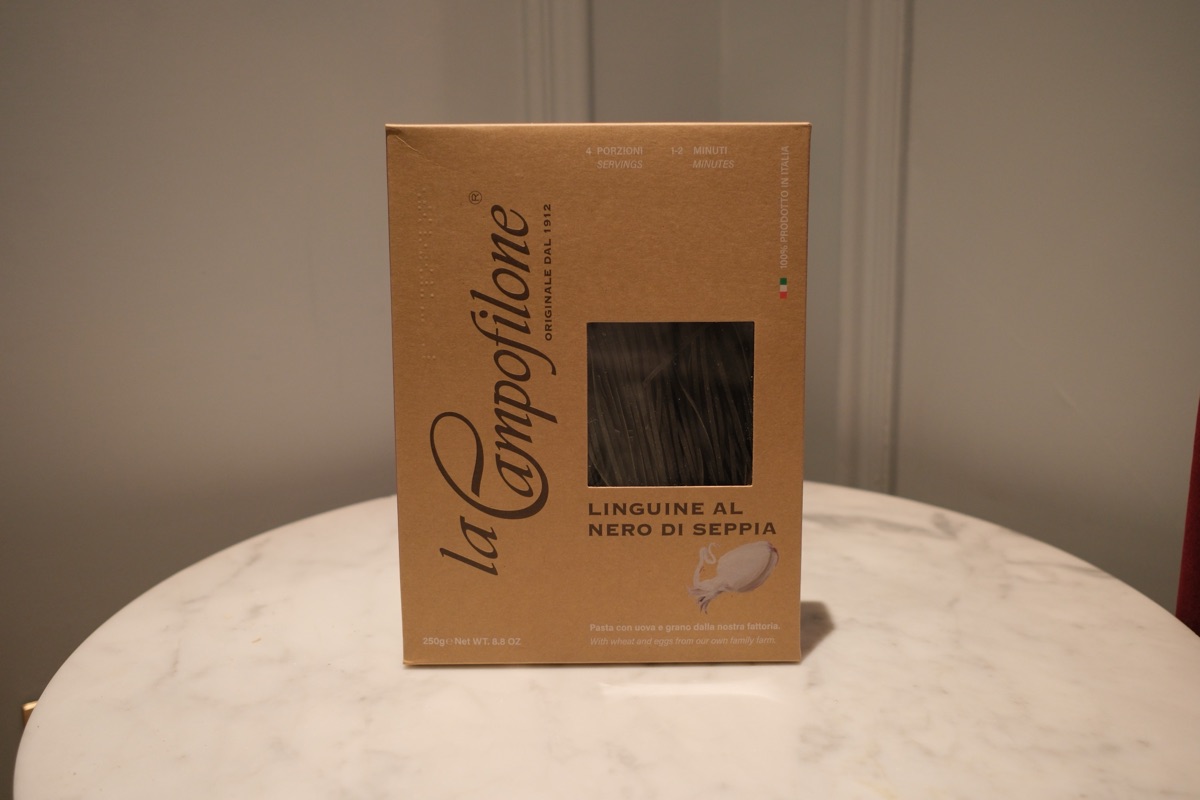 4 PORZIONI
SERVINGS
1-2 MINUTI
MINUTES
100% PRODOTTO IN ITALIA
la Campofilone®
ORIGINALE DAL 1912
LINGUINE AL
NERO DI SEPPIA
Pasta con uova e grano dalla nostra fattoria.
With wheat and eggs from our own family farm.
250g℮ Net WT. 8.8 OZ